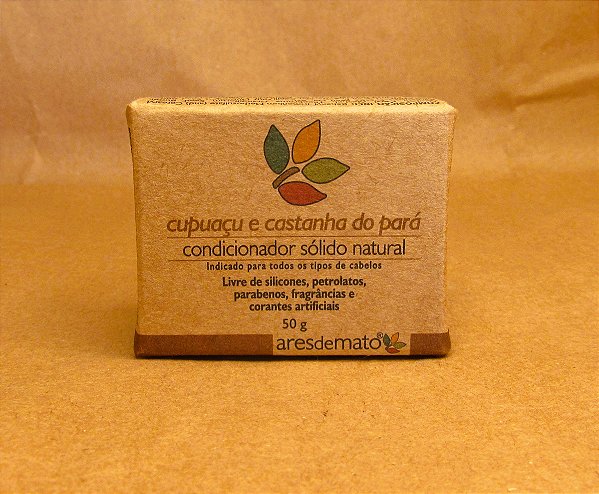 cupuaçu e castanha do pará
condicionador sólido natural
Indicado para todos os tipos de cabelos
Livre de silicones, petrolatos,
parabenos, fragrâncias e
corantes artificiais
50 g
aresdemato®